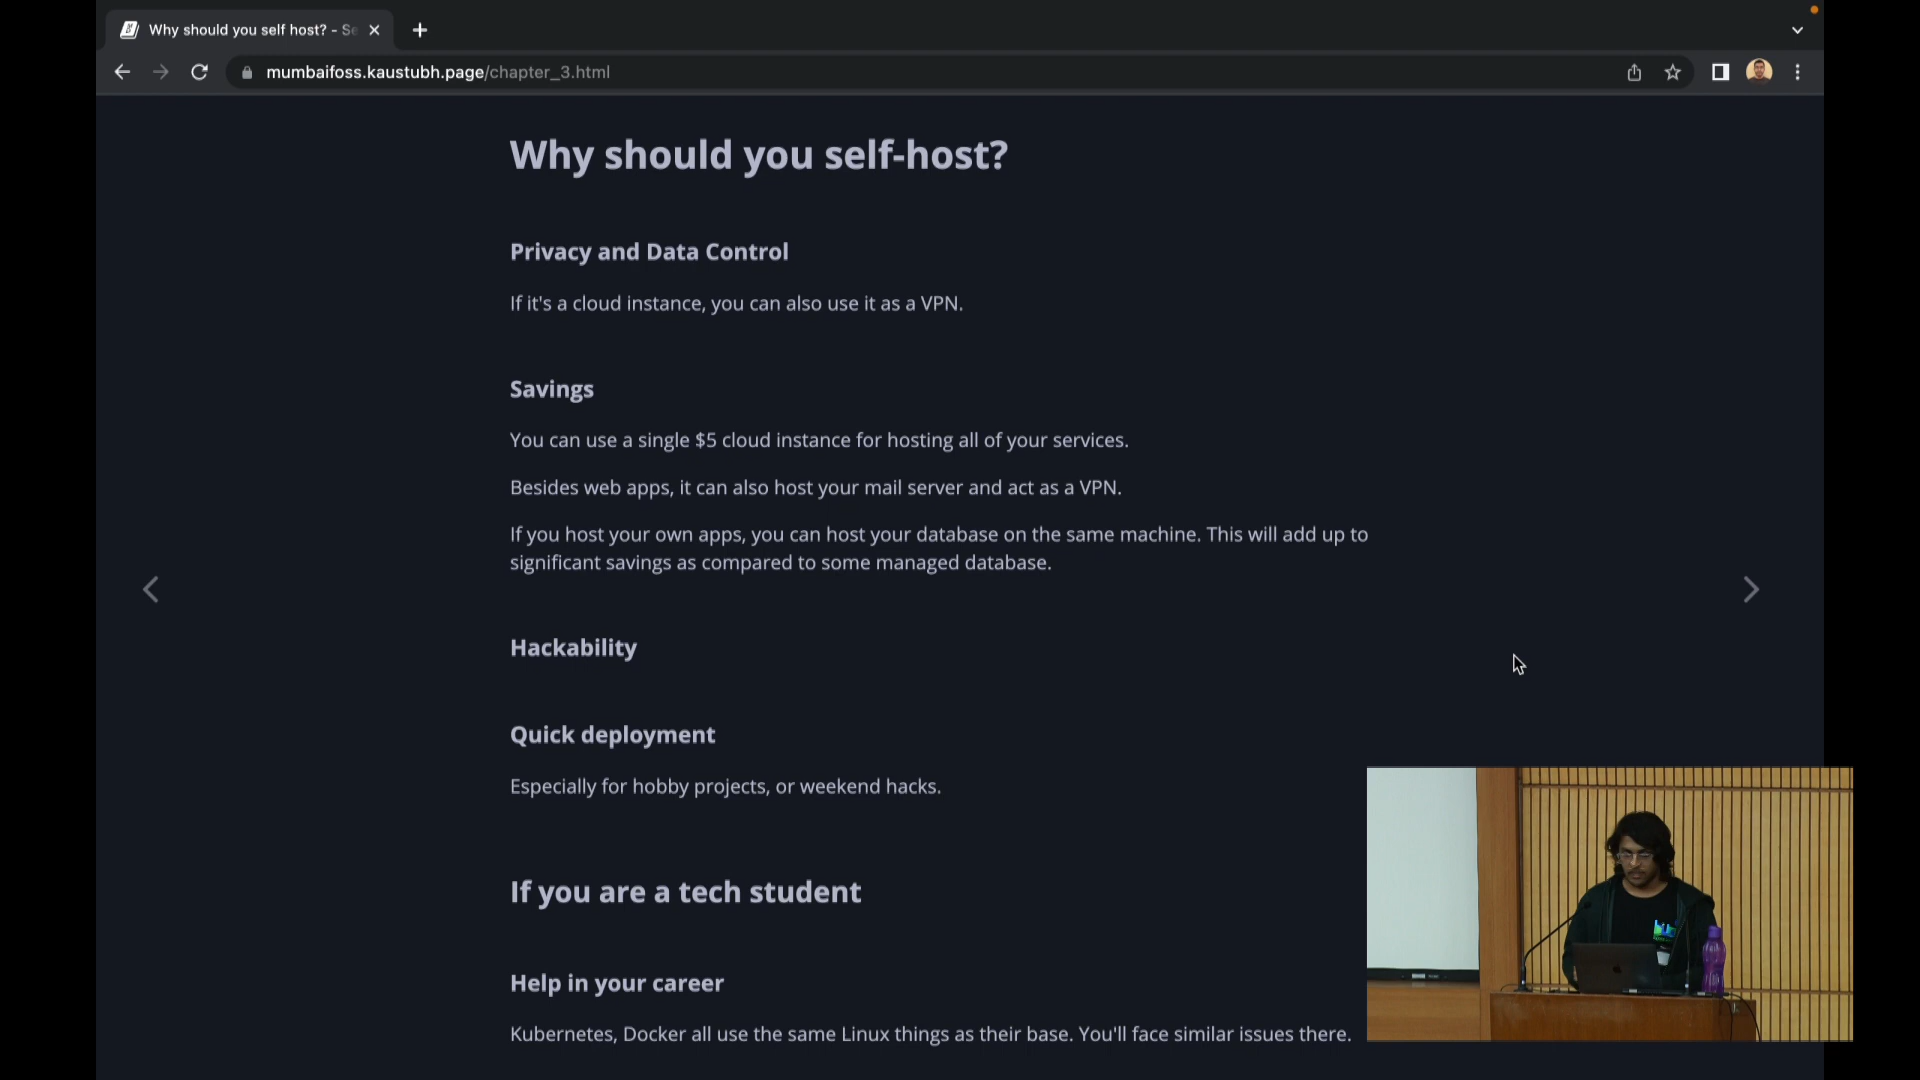 Why should you self host? - Se
mumbaifoss.kaustubh.page/chapter_3.html
Why should you self-host?
Privacy and Data Control
If it's a cloud instance, you can also use it as a VPN.
Savings
You can use a single $5 cloud instance for hosting all of your services.
Besides web apps, it can also host your mail server and act as a VPN.
If you host your own apps, you can host your database on the same machine. This will add up to
significant savings as compared to some managed database.
Hackability
Quick deployment
Especially for hobby projects, or weekend hacks.
If you are a tech student
Help in your career
Kubernetes, Docker all use the same Linux things as their base. You'll face similar issues there.